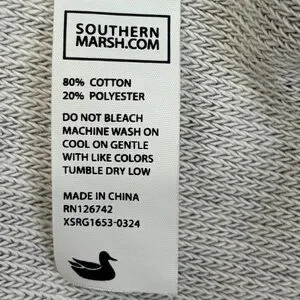 SOUTHERN
MARSH.COM
80% COTTON
20% POLYESTER
DO NOT BLEACH
MACHINE WASH ON
COOL ON GENTLE
WITH LIKE COLORS
TUMBLE DRY LOW
MADE IN CHINA
RN126742
XSRG1653-0324